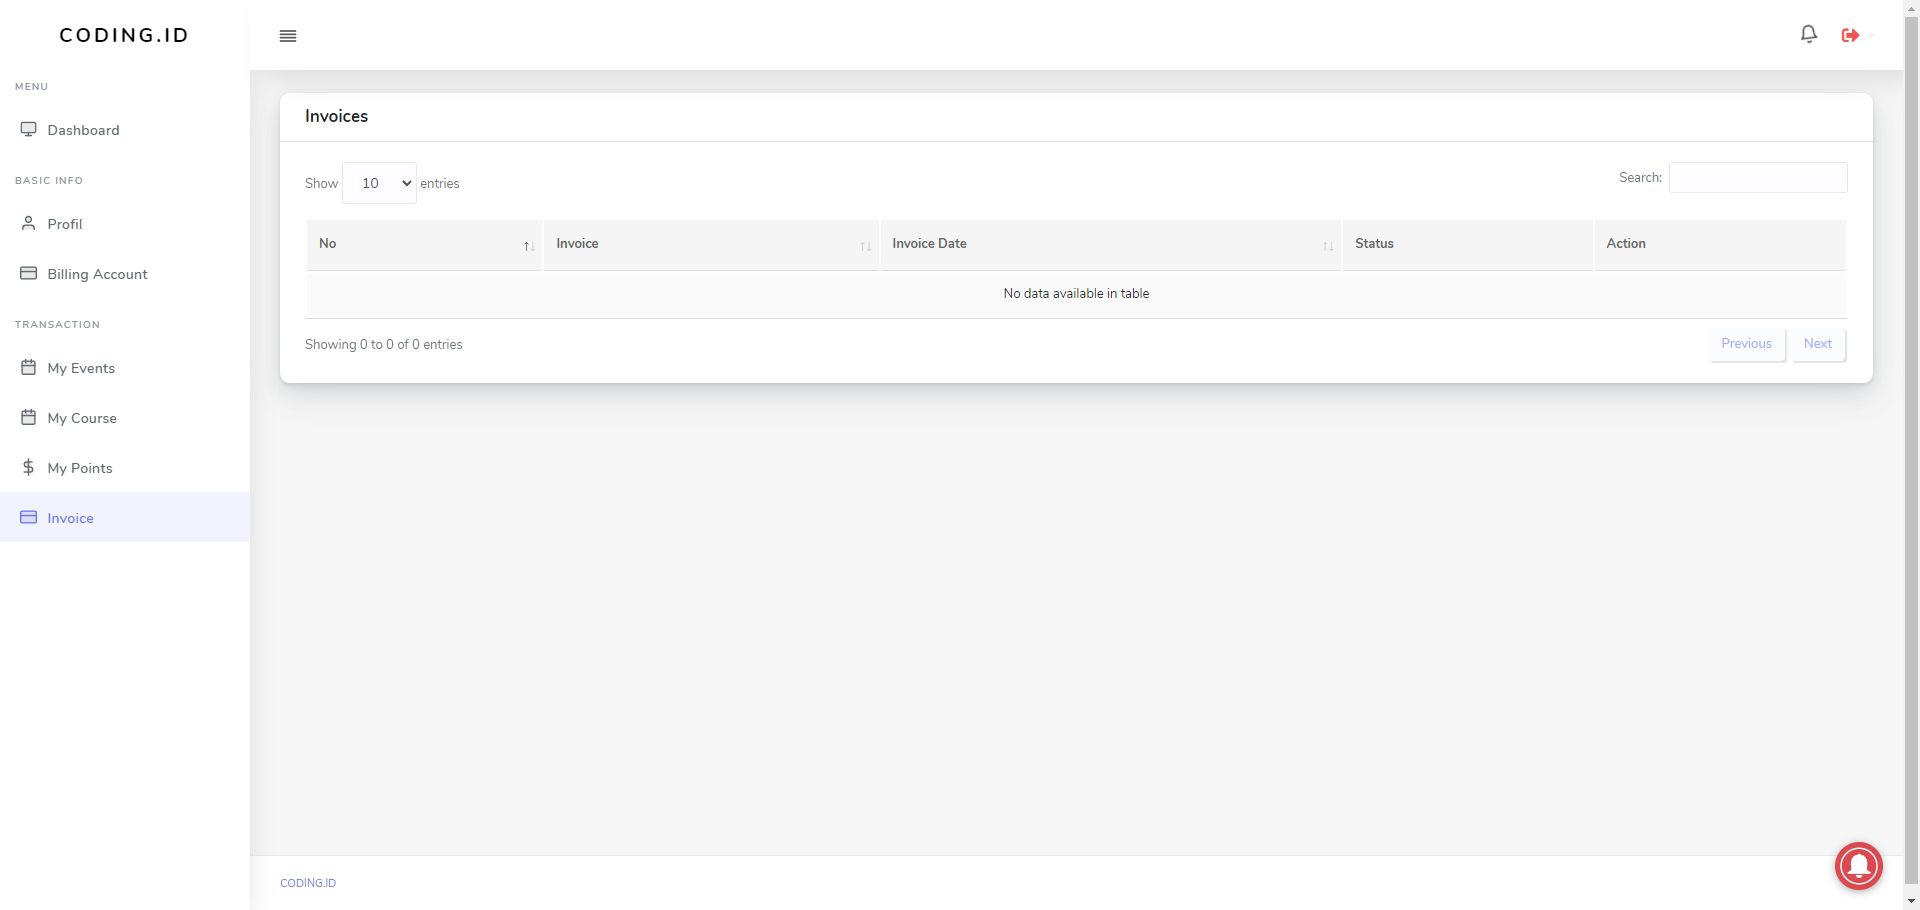 CODING.ID
MENU
Dashboard
BASIC INFO
Profil
Billing Account
TRANSACTION
My Events
My Course
My Points
Invoice
Invoices
Show 10 entries
Search:
No Invoice Invoice Date Status Action
No data available in table
Showing 0 to 0 of 0 entries
Previous Next
CODING.ID